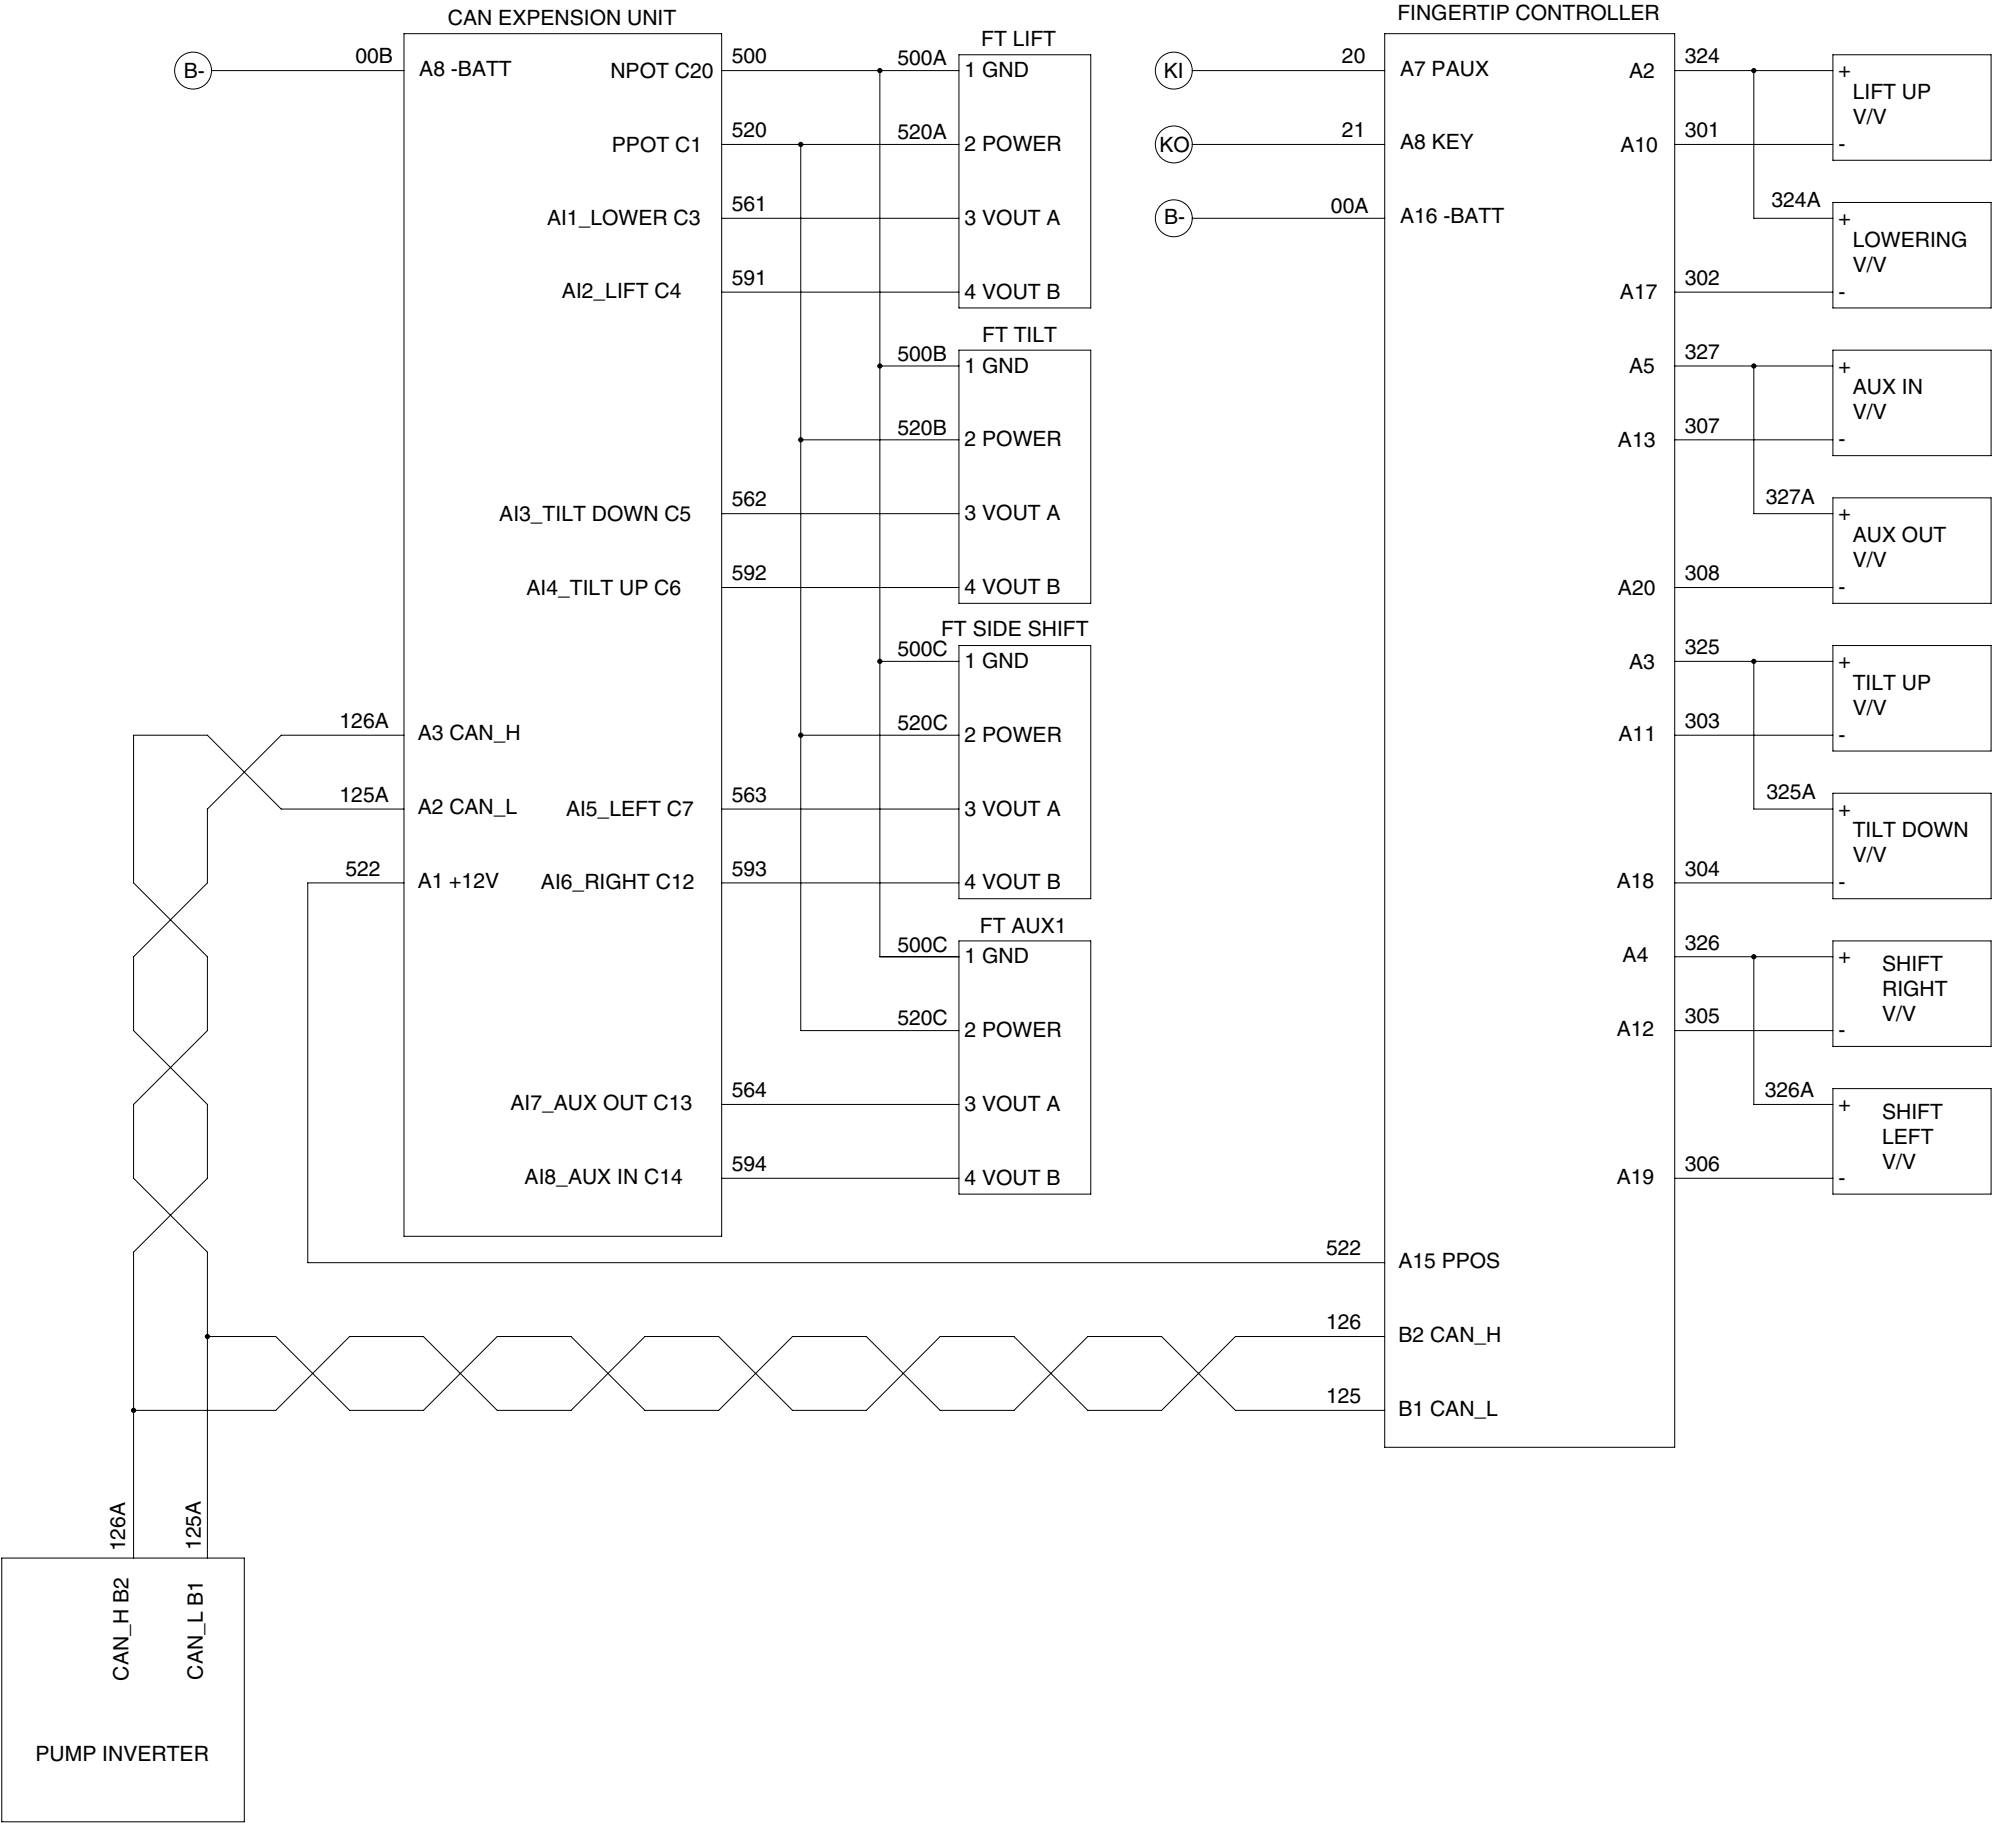 CAN EXPENSION UNIT
B-
00B
A8 -BATT
NPOT C20
500
PPOT C1
520
AI1_LOWER C3
561
AI2_LIFT C4
591
AI3_TILT DOWN C5
562
AI4_TILT UP C6
592
126A
A3 CAN_H
125A
A2 CAN_L
AI5_LEFT C7
563
522
A1 +12V
AI6_RIGHT C12
593
AI7_AUX OUT C13
564
AI8_AUX IN C14
594
FT LIFT
500A
1 GND
520A
2 POWER
3 VOUT A
4 VOUT B
FT TILT
500B
1 GND
520B
2 POWER
3 VOUT A
4 VOUT B
FT SIDE SHIFT
500C
1 GND
520C
2 POWER
3 VOUT A
4 VOUT B
FT AUX1
500C
1 GND
520C
2 POWER
3 VOUT A
4 VOUT B
FINGERTIP CONTROLLER
KI
20
A7 PAUX
KO
21
A8 KEY
B-
00A
A16 -BATT
522
A15 PPOS
126
B2 CAN_H
125
B1 CAN_L
A2
324
A10
301
324A
A17
302
A5
327
A13
307
327A
A20
308
A3
325
A11
303
325A
A18
304
A4
326
A12
305
326A
A19
306
+
LIFT UP
V/V
-
+
LOWERING
V/V
-
+
AUX IN
V/V
-
+
AUX OUT
V/V
-
+
TILT UP
V/V
-
+
TILT DOWN
V/V
-
+
SHIFT
RIGHT
V/V
-
+
SHIFT
LEFT
V/V
-
126A
125A
CAN_H B2
CAN_L B1
PUMP INVERTER